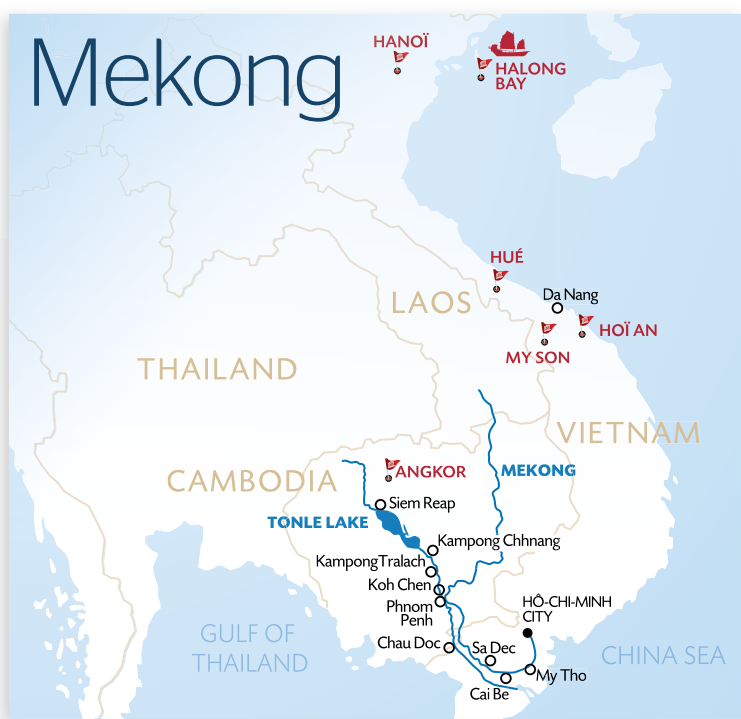 Mekong
HANOÏ
HALONG
BAY
HUÉ
Da Nang
LAOS
HOÏ AN
MY SON
THAILAND
VIETNAM
CAMBODIA
ANGKOR
MEKONG
Siem Reap
TONLE LAKE
Kampong Chhnang
Kampong Tralach
Koh Chen
Phnom
Penh
HÔ-CHI-MINH
CITY
GULF OF
THAILAND
Chau Doc
Sa Dec
CHINA SEA
My Tho
Cai Be